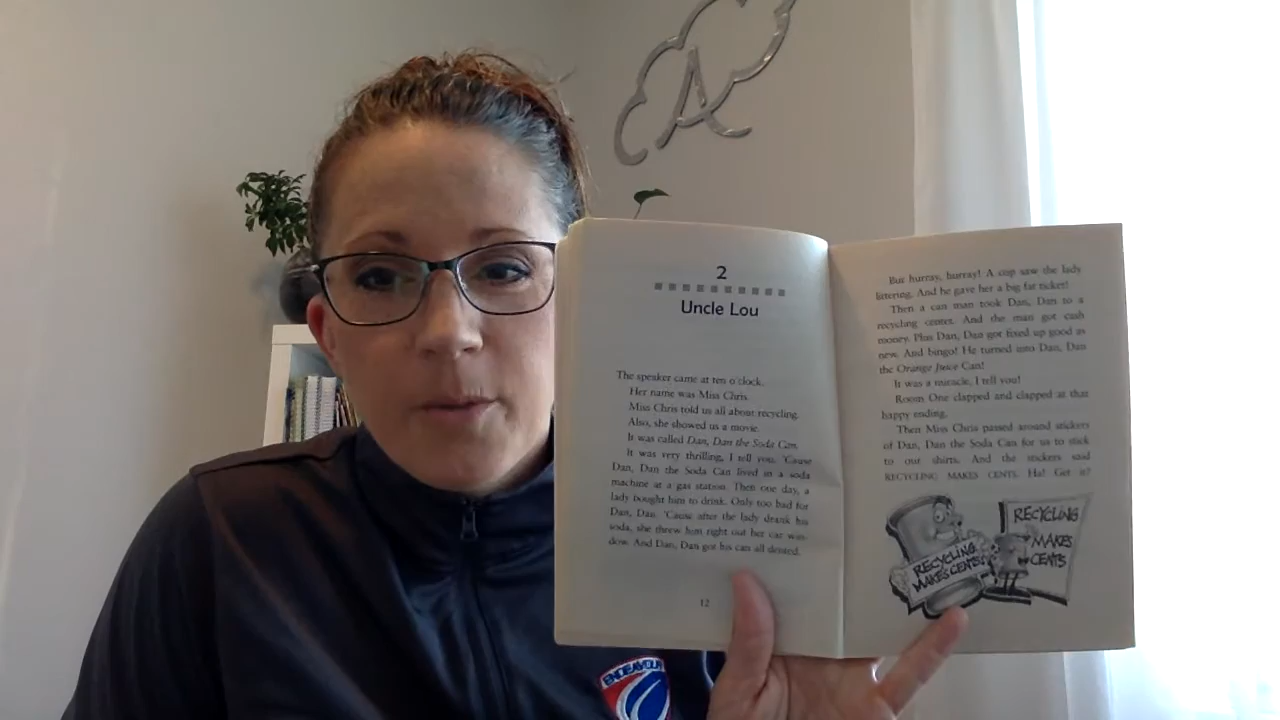 A
2
Uncle Lou
The speaker came at ten o'clock.
Her name was Miss Chris.
Miss Chris told us all about recycling.
Also, she showed us a movie.
It was called Dan, Dan the Soda Can.
It was very thrilling, I tell you. 'Cause
Dan, Dan the Soda Can lived in a soda
machine at a gas station. Then one day, a
lady bought him to drink. Only too bad for
Dan, Dan. 'Cause after the lady drank his
soda, she threw him right out her car win-
dow. And Dan, Dan got his can all dented.
12
But hurray, hurray! A cop saw the lady
littering. And he gave her a big fat ticket!
Then a can man took Dan, Dan to a
recycling center. And the man got cash
money. Plus Dan, Dan got fixed up good as
new. And bingo! He turned into Dan, Dan
the Orange Juice Can!
It was a miracle, I tell you!
Room One clapped and clapped at that
happy ending.
Then Miss Chris passed around stickers
of Dan, Dan the Soda Can for us to stick
to our shirts. And the stickers said
RECYCLING MAKES CENTS. Ha! Get it?
RECYCLING
MAKES CENTS!
RECYCLING
MAKES
CENTS